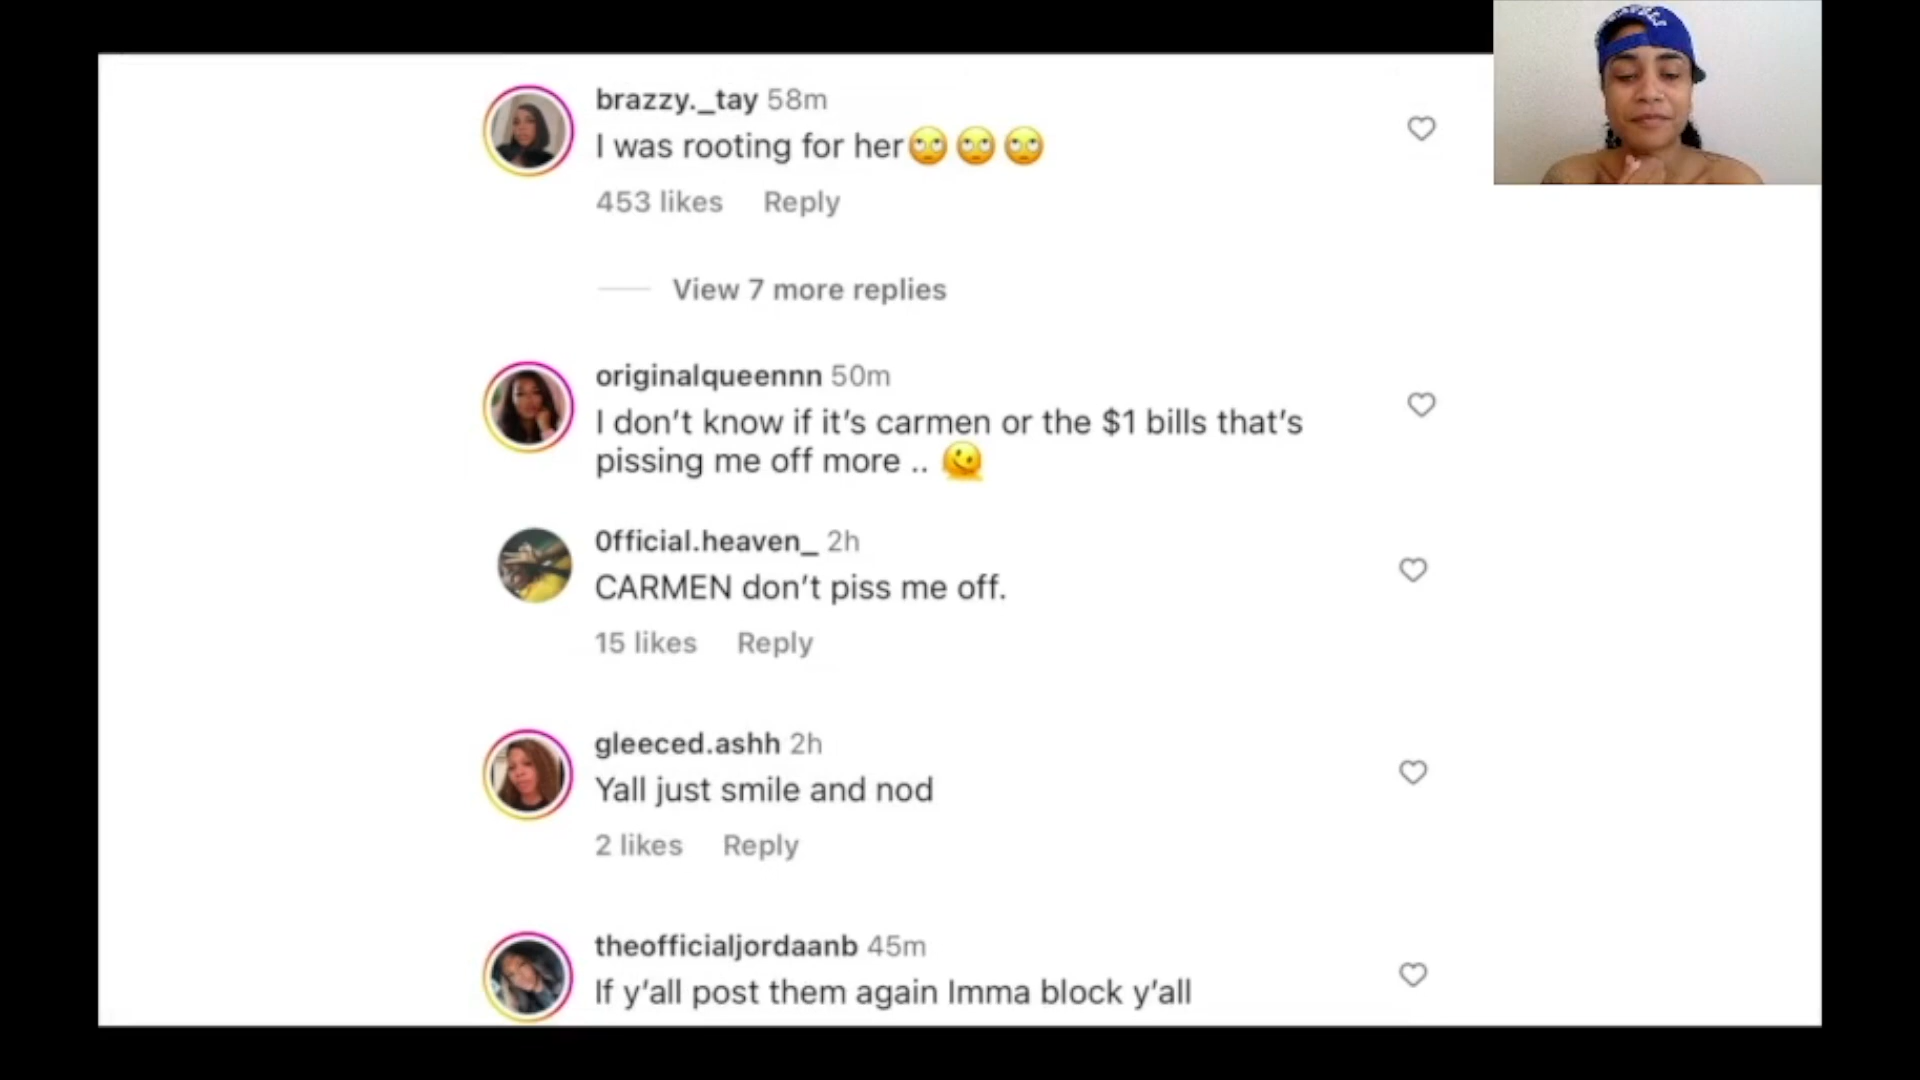 brazzy._tay 58m
I was rooting for her🙄🙄🙄
453 likes Reply
View 7 more replies
originalqueennn 50m
I don’t know if it’s carmen or the $1 bills that’s
pissing me off more .. 🫠
0fficial.heaven_ 2h
CARMEN don’t piss me off.
15 likes Reply
gleeced.ashh 2h
Yall just smile and nod
2 likes Reply
theofficialjordaanb 45m
If y’all post them again Imma block y’all